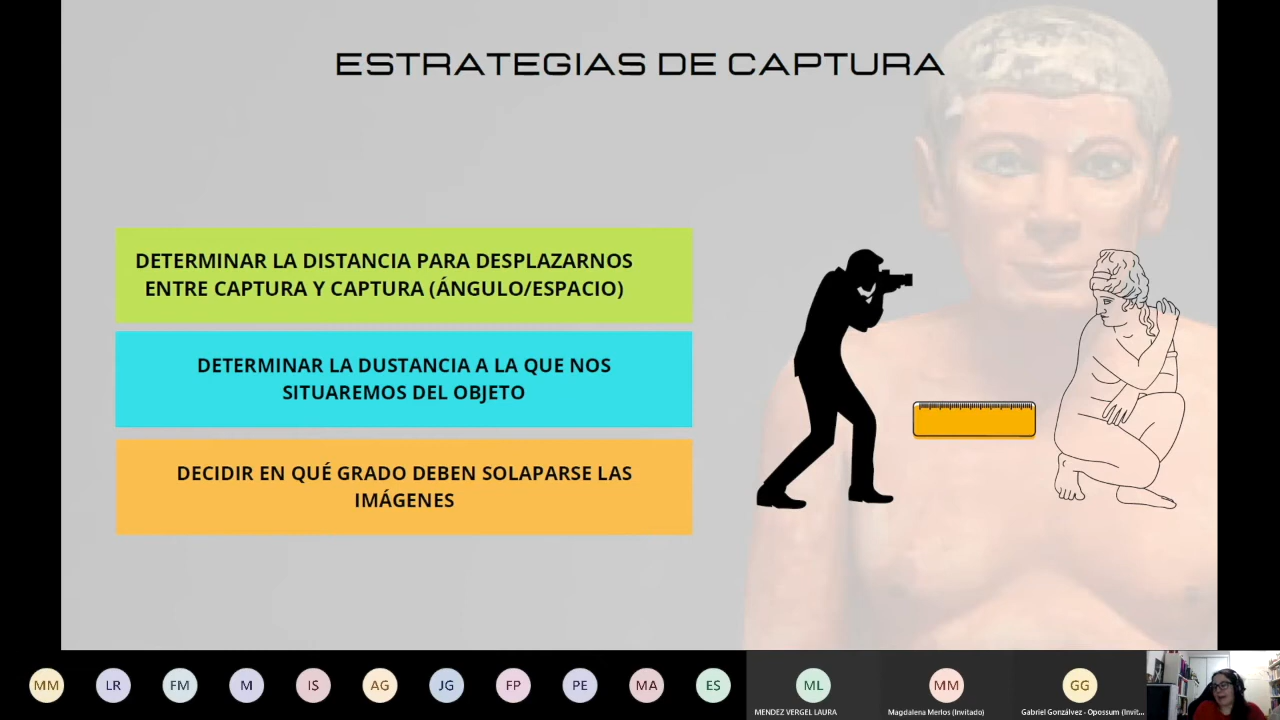 ESTRATEGIAS DE CAPTURA
DETERMINAR LA DISTANCIA PARA DESPLAZARNOS
ENTRE CAPTURA Y CAPTURA (ÁNGULO/ESPACIO)
DETERMINAR LA DUSTANCIA A LA QUE NOS
SITUAREMOS DEL OBJETO
DECIDIR EN QUÉ GRADO DEBEN SOLAPARSE LAS
IMÁGENES
MM LR FM M IS AG JG FP PE MA ES ML MM GG
MENDEZ VERGEL LAURA
Magdalena Merlos (Invitado)
Gabriel Gonzálvez - Opossum (Invit...